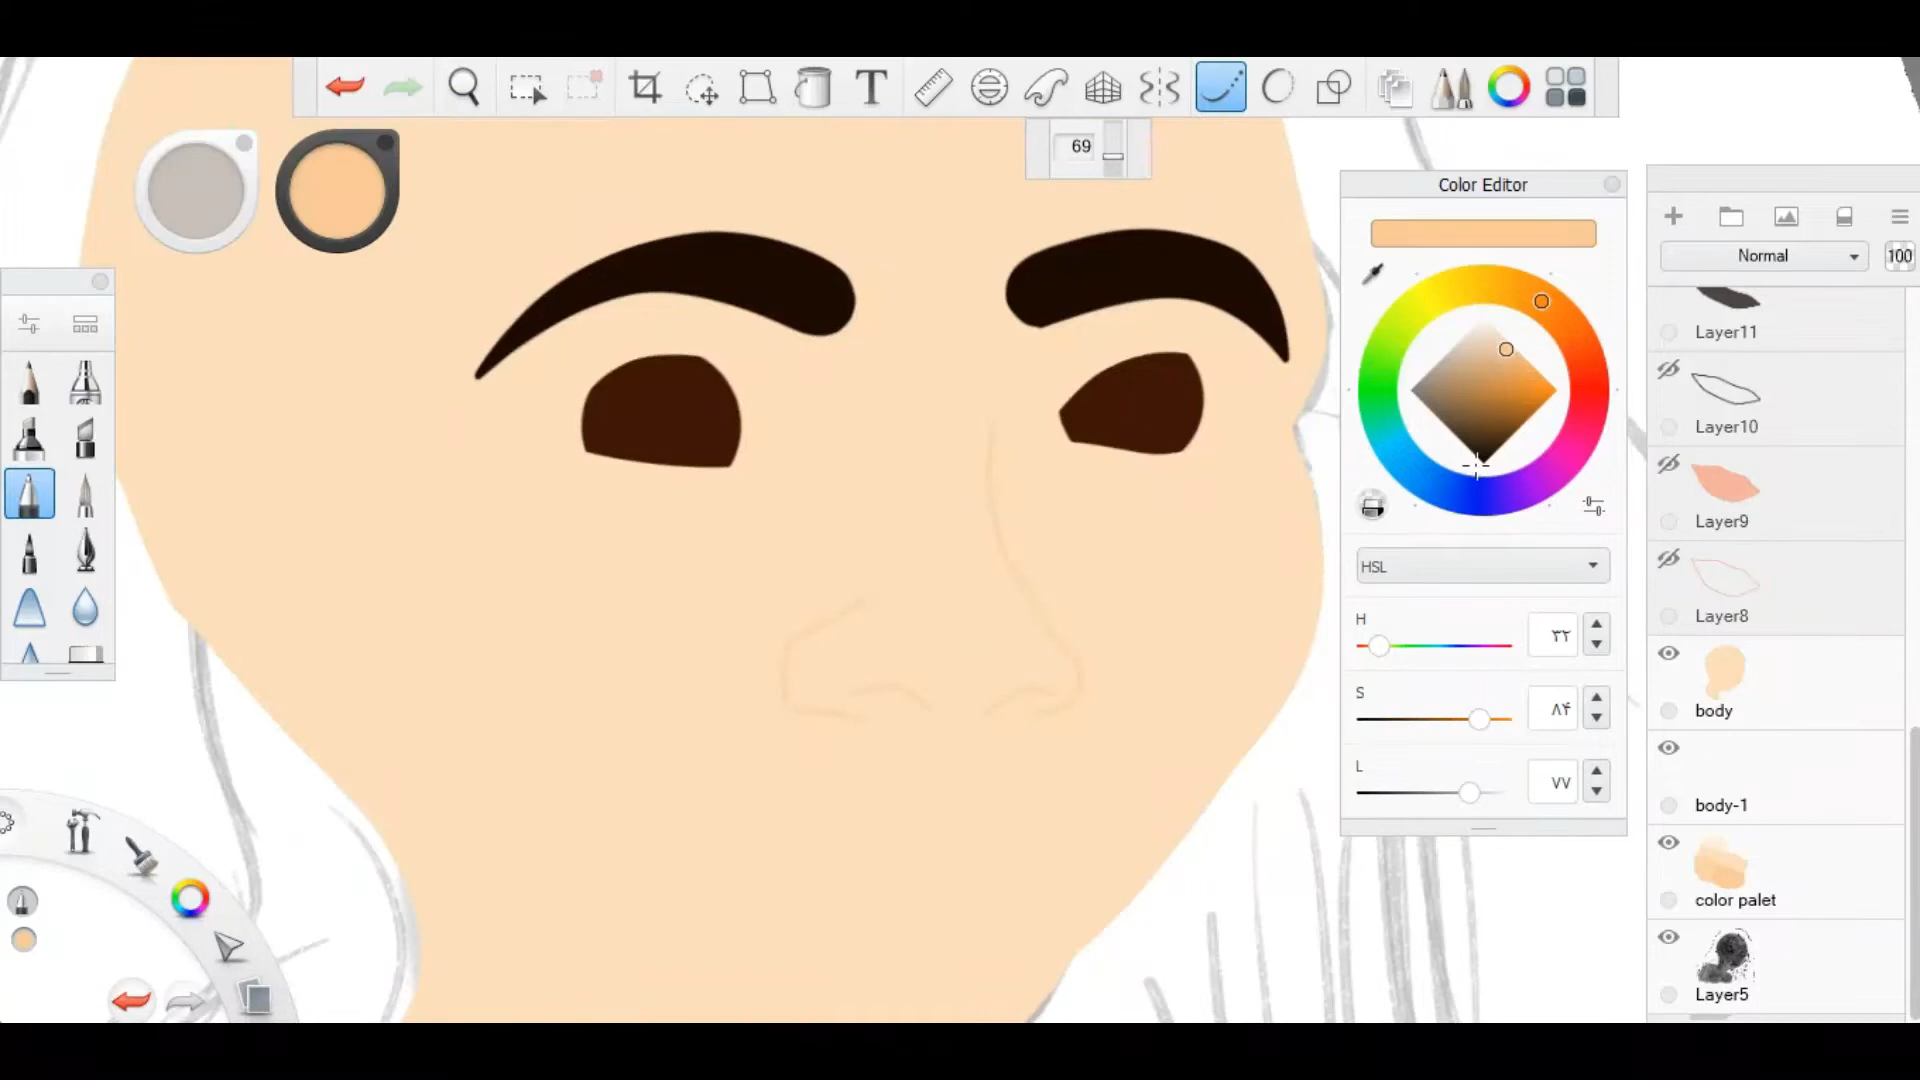 T
69
Color Editor
Normal
100
Layer11
Layer10
Layer9
Layer8
body
body-1
color palet
Layer5
HSL
H
۳۲
S
۸۴
L
۷۷